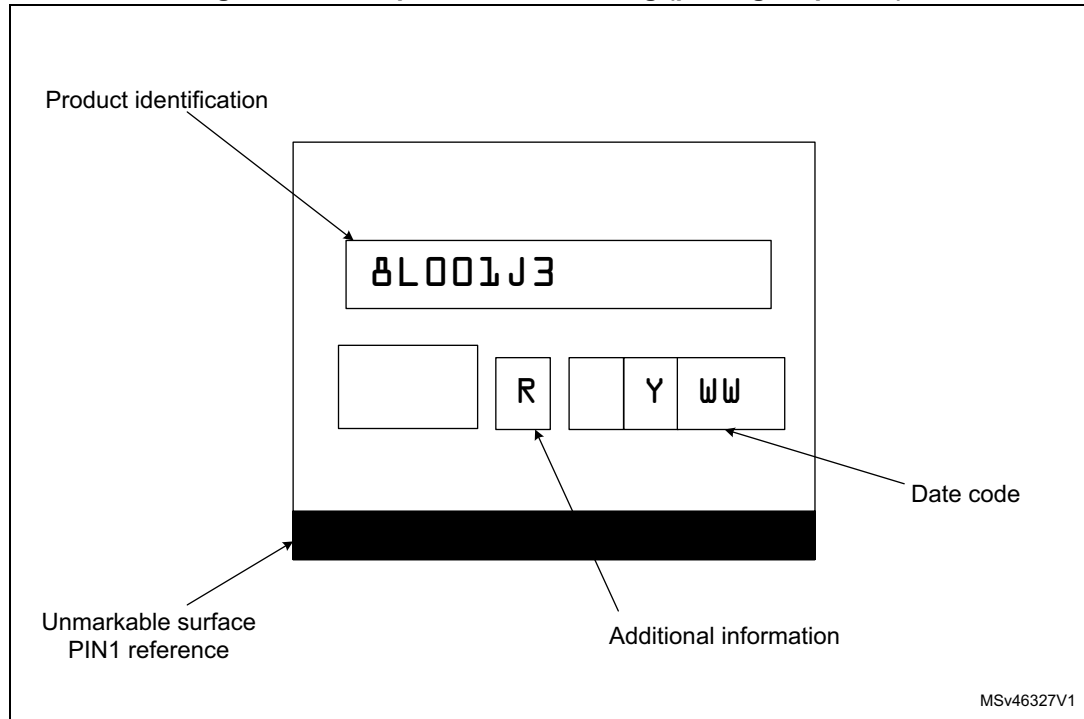 Product identification
8L001J3
R Y WW
Date code
Unmarkable surface
PIN1 reference
Additional information
MSv46327V1